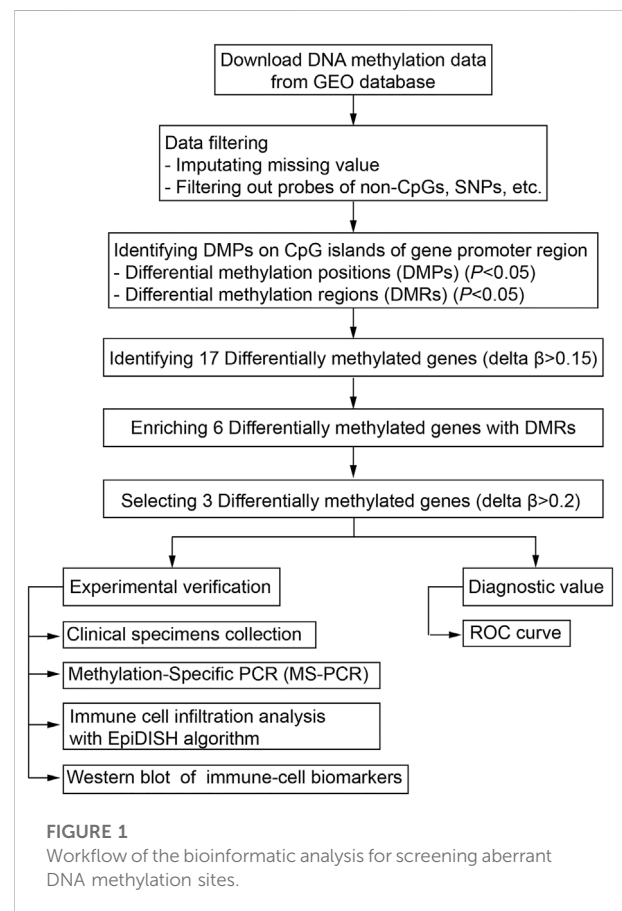 Download DNA methylation data
from GEO database
Data filtering
- Imputating missing value
- Filtering out probes of non-CpGs, SNPs, etc.
Identifying DMPs on CpG islands of gene promoter region
- Differential methylation positions (DMPs) (P<0.05)
- Differential methylation regions (DMRs) (P<0.05)
Identifying 17 Differentially methylated genes (delta β>0.15)
Enriching 6 Differentially methylated genes with DMRs
Selecting 3 Differentially methylated genes (delta β>0.2)
Experimental verification
Clinical specimens collection
Methylation-Specific PCR (MS-PCR)
Immune cell infiltration analysis
with EpiDISH algorithm
Western blot of immune-cell biomarkers
Diagnostic value
ROC curve
FIGURE 1
Workflow of the bioinformatic analysis for screening aberrant
DNA methylation sites.